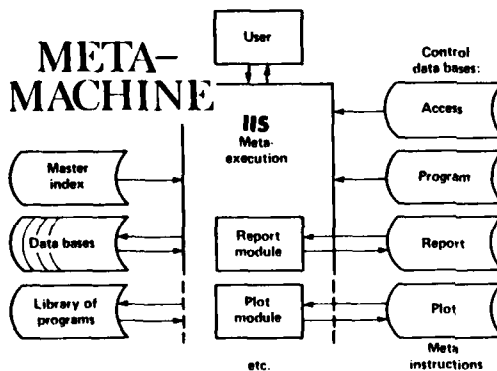 META-
MACHINE
User
IIS
Meta-
execution
Control
data bases:
Access
Master
index
Program
Data bases
Report
module
Report
Library of
programs
Plot
module
Plot
etc.
Meta
instructions